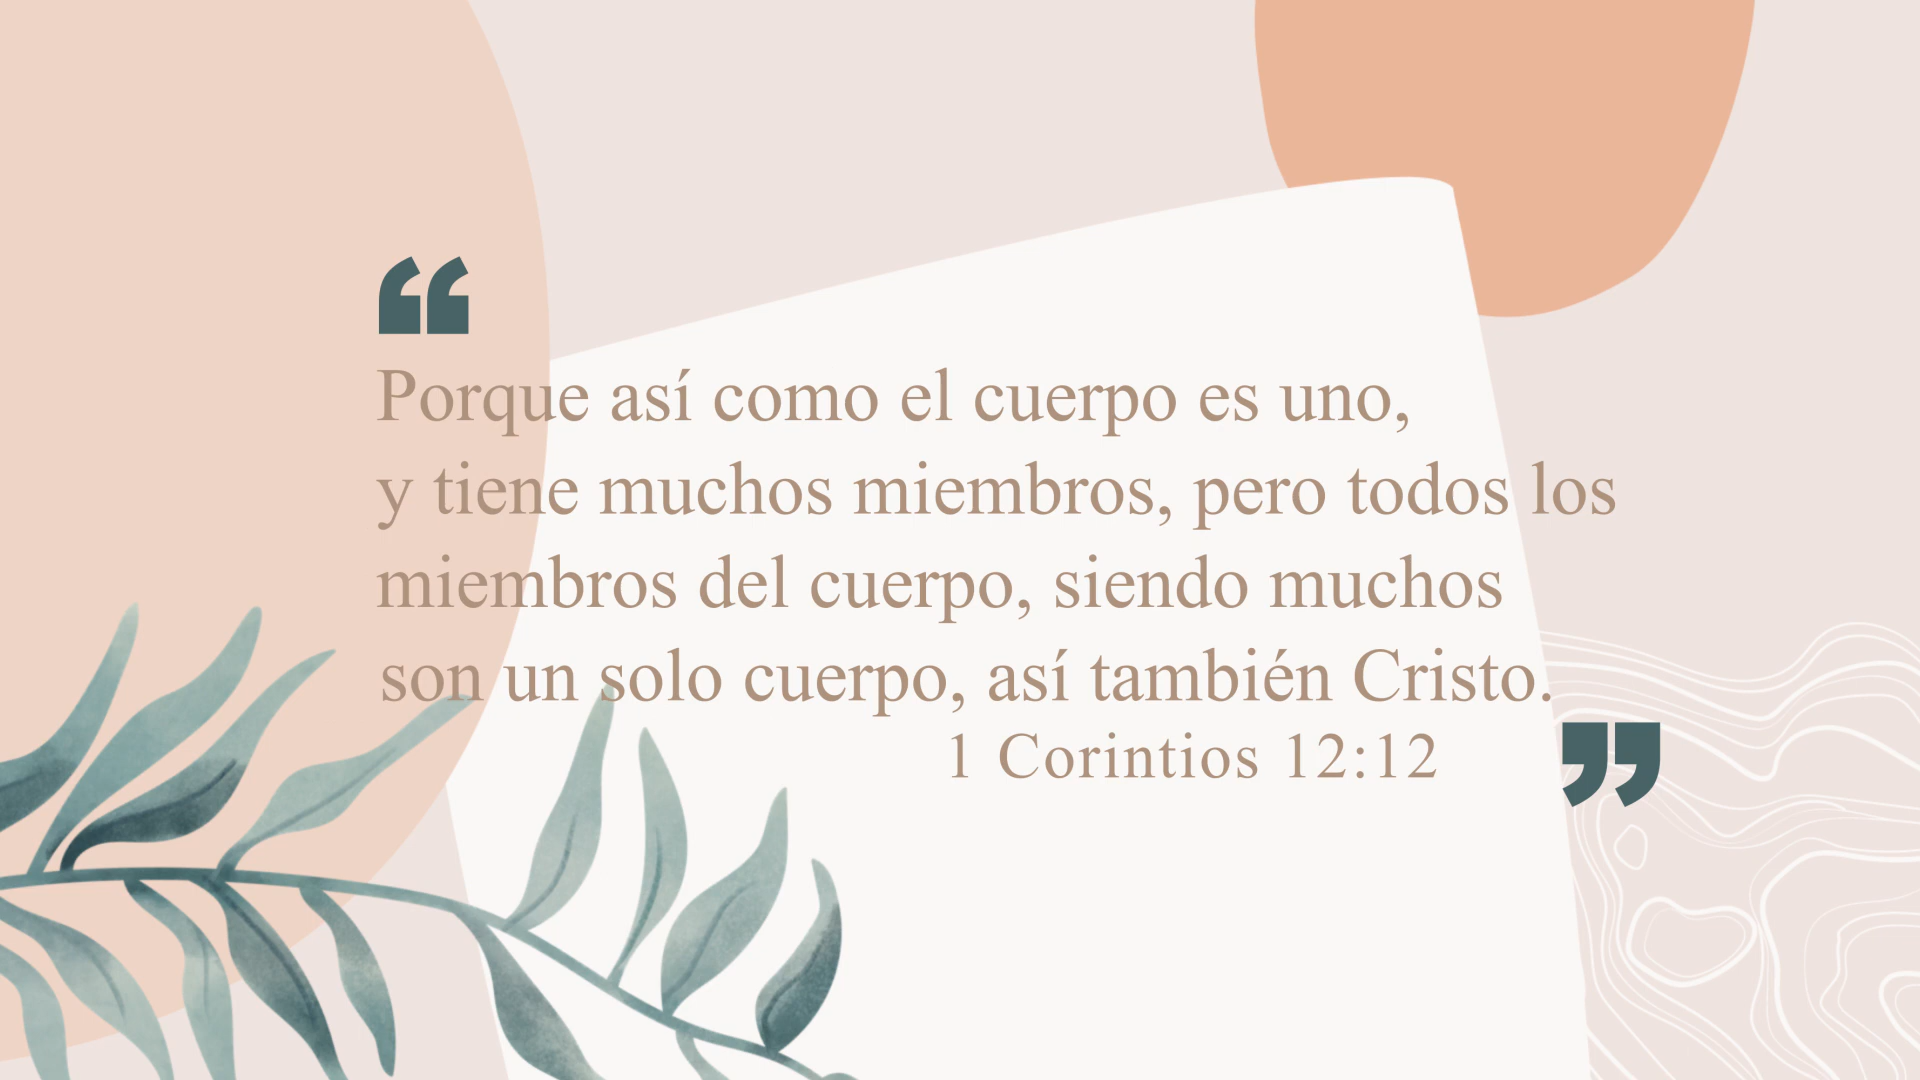 “
Porque así como el cuerpo es uno,
y tiene muchos miembros, pero todos los
miembros del cuerpo, siendo muchos
son un solo cuerpo, así también Cristo.
1 Corintios 12:12
”